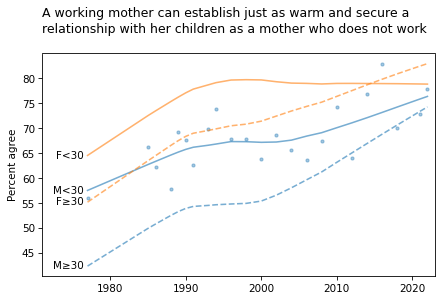 A working mother can establish just as warm and secure a
relationship with her children as a mother who does not work
Percent agree
80
75
70
65
60
55
50
45
F<30
M<30
F≥30
M≥30
1980
1990
2000
2010
2020